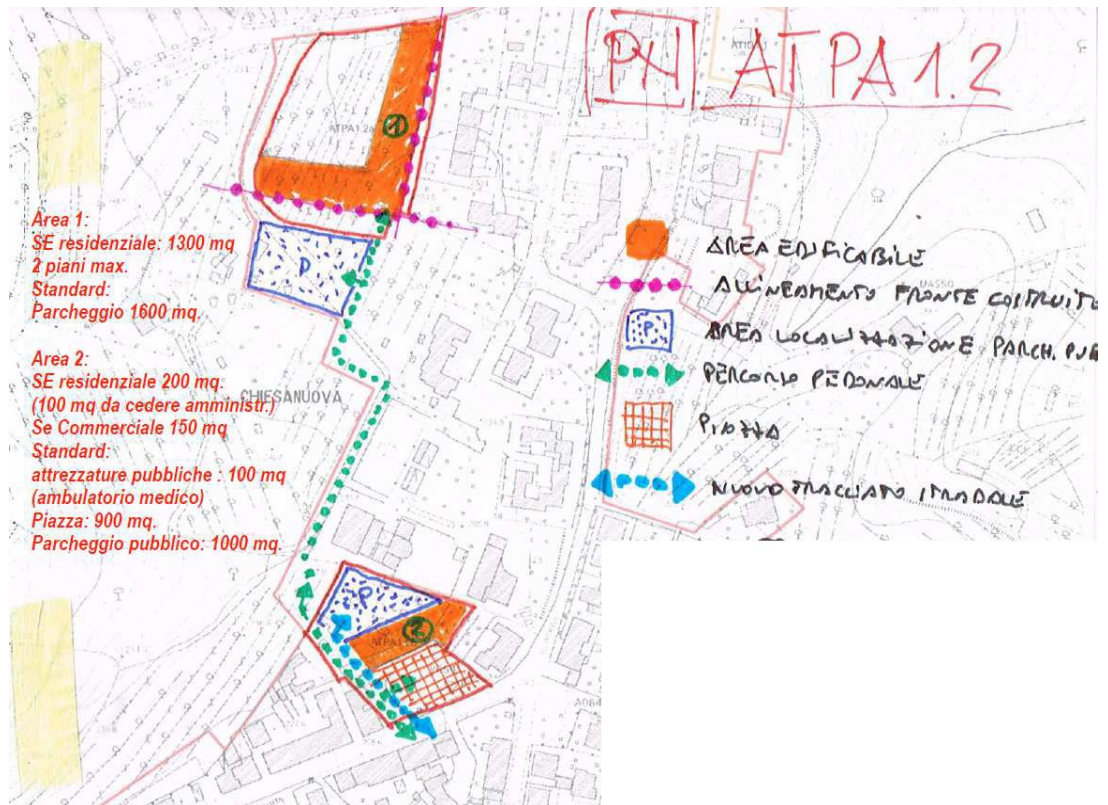 PN ATPA1.2
ATPA1.2a
1
P
Area 1:
SE residenziale: 1300 mq
2 piani max.
Standard:
Parcheggio 1600 mq.
Area 2:
SE residenziale 200 mq.
(100 mq da cedere amministr.)
Se Commerciale 150 mq
Standard:
attrezzature pubbliche : 100 mq
(ambulatorio medico)
Piazza: 900 mq.
Parcheggio pubblico: 1000 mq.
CHIESANUOVA
AREA EDIFICABILE
ALLINEAMENTO FRONTE COSTRUITO
MASSO
P.
AREA LOCALIZZAZIONE PARCH. PUB
PERCORSO PEDONALE
PIAZZA
NUOVO TRACCIATO STRADALE
P
2